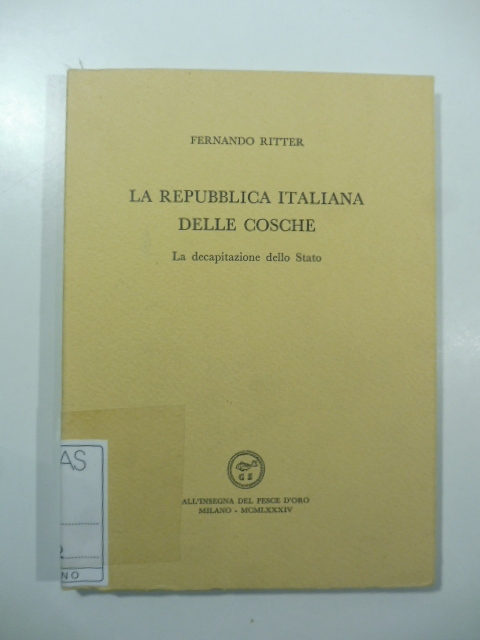 FERNANDO RITTER
LA REPUBBLICA ITALIANA
DELLE COSCHE
La decapitazione dello Stato
AS
G S
ALL'INSEGNA DEL PESCE D'ORO
MILANO - MCMLXXXIV
NO